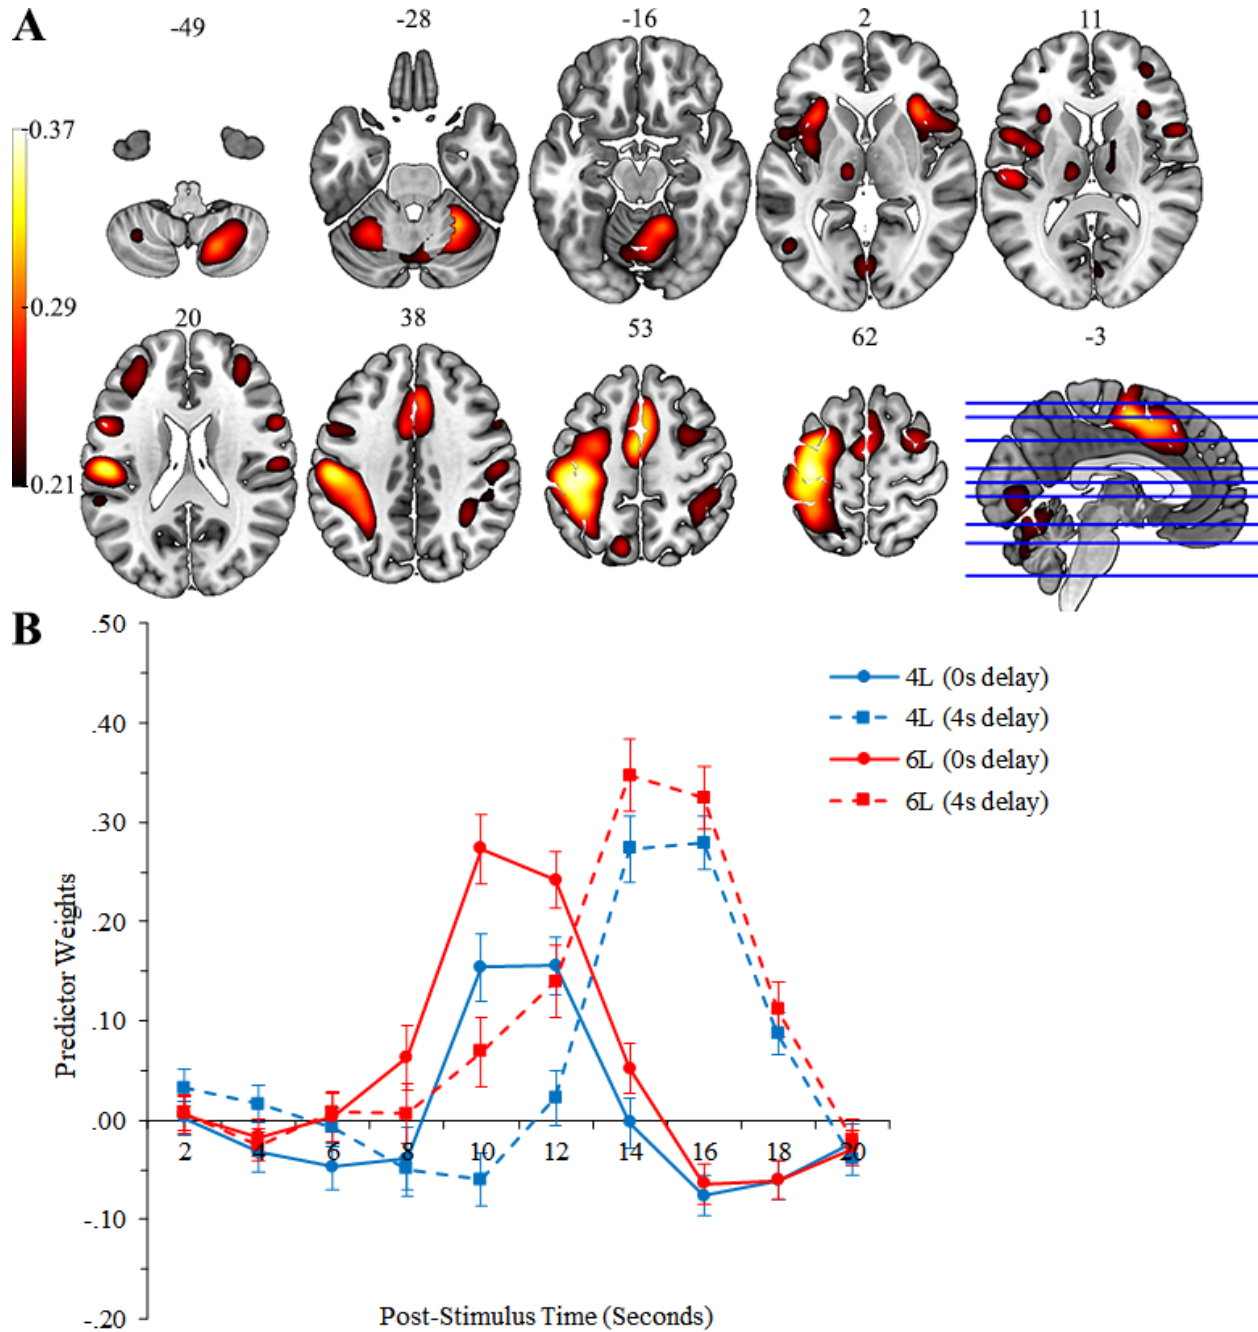 A
-49
-28
-16
2
11
0.37
0.29
0.21
20
38
53
62
-3
B
.50
.40
.30
.20
.10
.00
-.10
-.20
Predictor Weights
2 4 6 8 10 12 14 16 18 20
Post-Stimulus Time (Seconds)
4L (0s delay)
4L (4s delay)
6L (0s delay)
6L (4s delay)